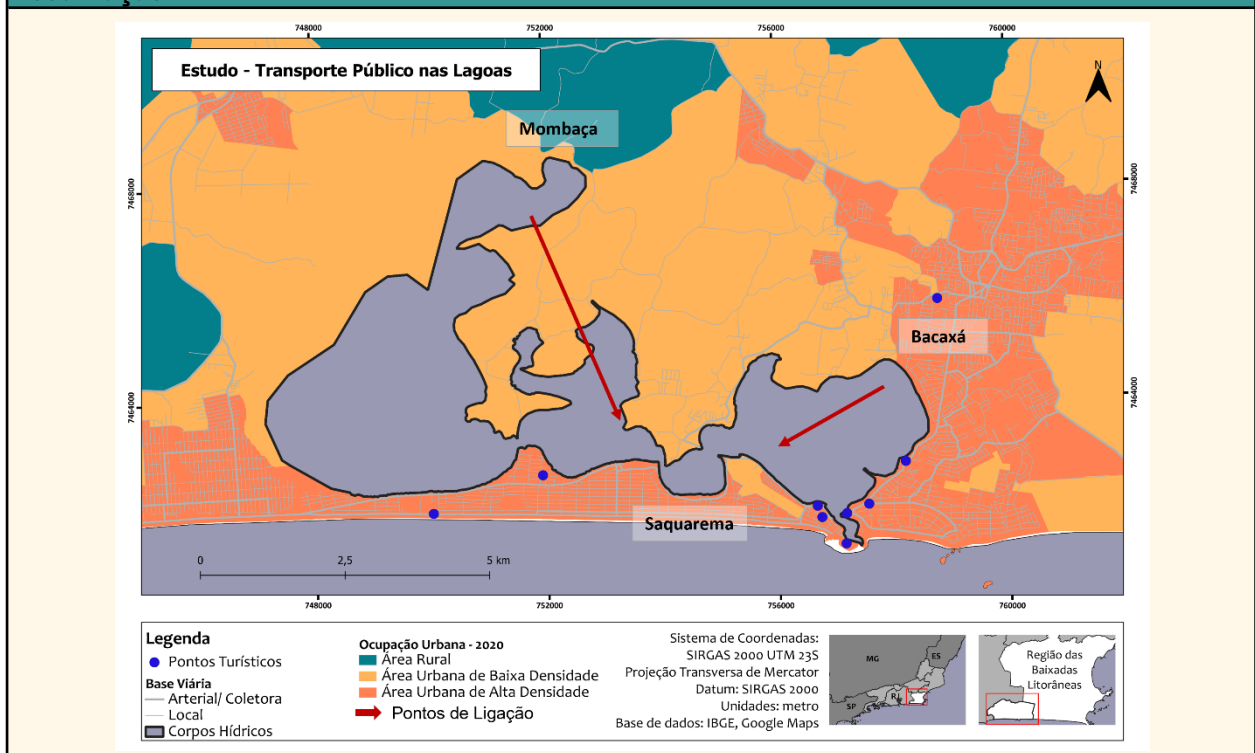 748000
752000
756000
760000
Estudo - Transporte Público nas Lagoas
N
Mombaça
7468000
7468000
Bacaxá
7464000
7464000
Saquarema
0
2,5
5 km
748000
752000
756000
760000
Legenda
Pontos Turísticos
Base Viária
Arterial/ Coletora
Local
Corpos Hídricos
Ocupação Urbana - 2020
Área Rural
Área Urbana de Baixa Densidade
Área Urbana de Alta Densidade
Pontos de Ligação
Sistema de Coordenadas:
SIRGAS 2000 UTM 23S
Projeção Transversa de Mercator
Datum: SIRGAS 2000
Unidades: metro
Base de dados: IBGE, Google Maps
MG
ES
RJ
SP
Região das
Baixadas
Litorâneas